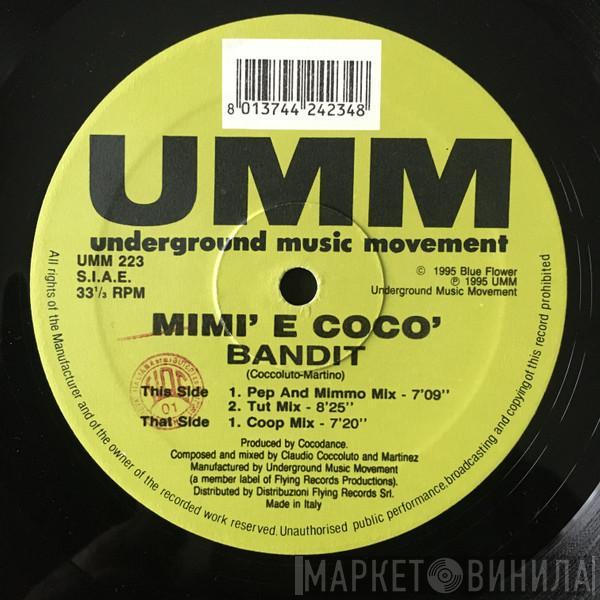 8 013744 242348
UMM
underground music movement
UMM 223
S.I.A.E.
33 1/3 RPM
© 1995 Blue Flower
℗ 1995 UMM
Underground Music Movement
MIMI' E COCO'
BANDIT
(Coccoluto-Martino)
This Side 1. Pep And Mimmo Mix - 7'09''
2. Tut Mix - 8'25''
That Side 1. Coop Mix - 7'20''
01
Produced by Cocodance.
Composed and mixed by Claudio Coccoluto and Martinez
Manufactured by Underground Music Movement
(a member label of Flying Records Productions).
Distributed by Distribuzioni Flying Records Srl.
Made in Italy
All rights of the Manufacturer and of the owner of the recorded work reserved. Unauthorised public performance, broadcasting and copying of this record prohibited
МАРКЕТ ВИНИЛА